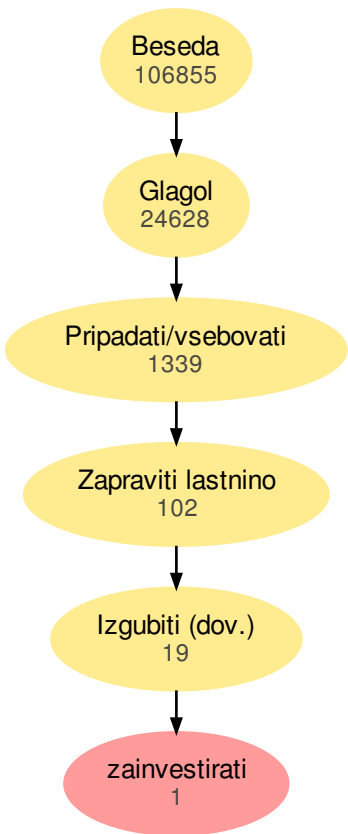 Beseda
106855
Glagol
24628
Pripadati/vsebovati
1339
Zapraviti lastnino
102
Izgubiti (dov.)
19
zainvestirati
1